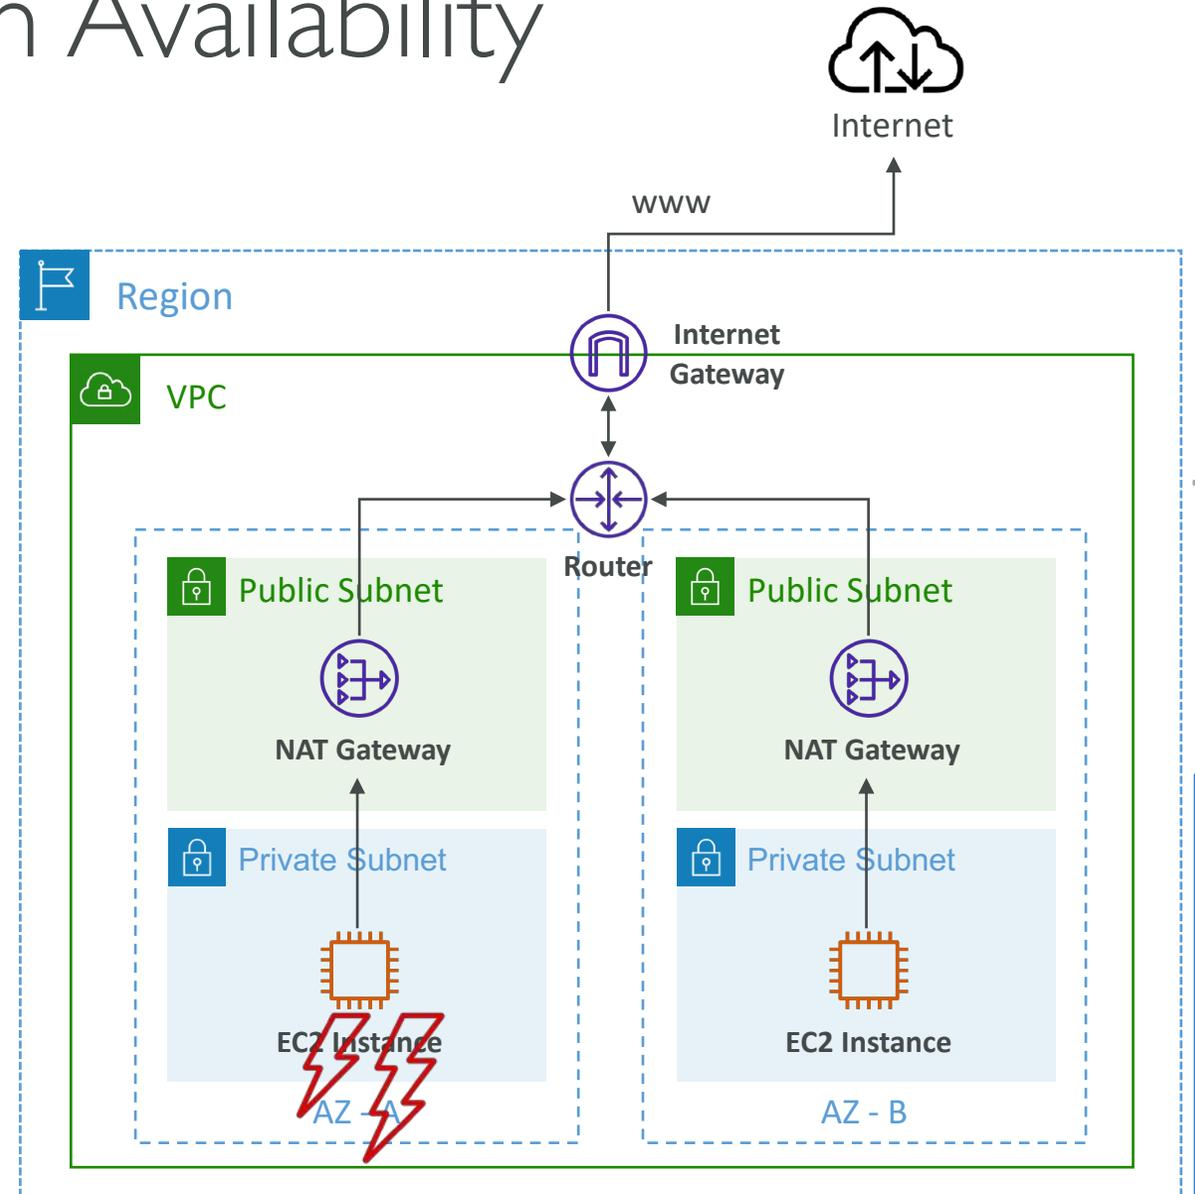 n Availability
Internet
www
Region
Internet
Gateway
VPC
Router
Public Subnet
Public Subnet
NAT Gateway
NAT Gateway
Private Subnet
Private Subnet
EC2 Instance
EC2 Instance
AZ - A
AZ - B